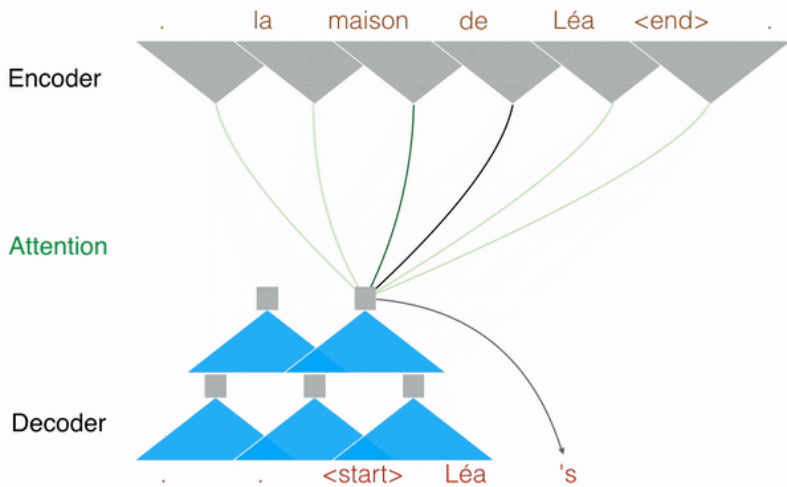 . la maison de Léa <end> .
Encoder
Attention
Decoder
. . <start> Léa 's